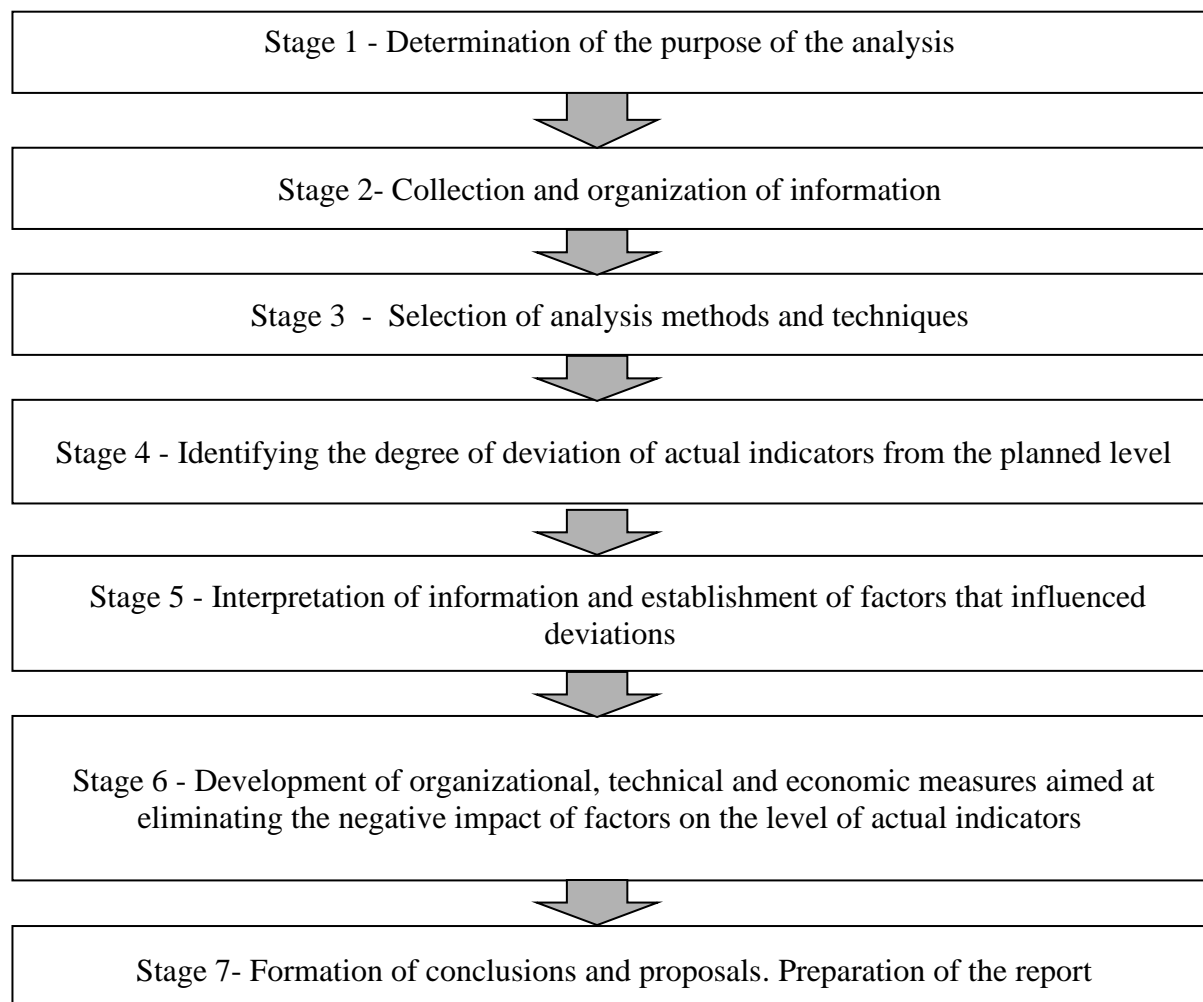 Stage 1 - Determination of the purpose of the analysis
Stage 2- Collection and organization of information
Stage 3  -  Selection of analysis methods and techniques
Stage 4 - Identifying the degree of deviation of actual indicators from the planned level
Stage 5 - Interpretation of information and establishment of factors that influenced
deviations
Stage 6 - Development of organizational, technical and economic measures aimed at
eliminating the negative impact of factors on the level of actual indicators
Stage 7- Formation of conclusions and proposals. Preparation of the report